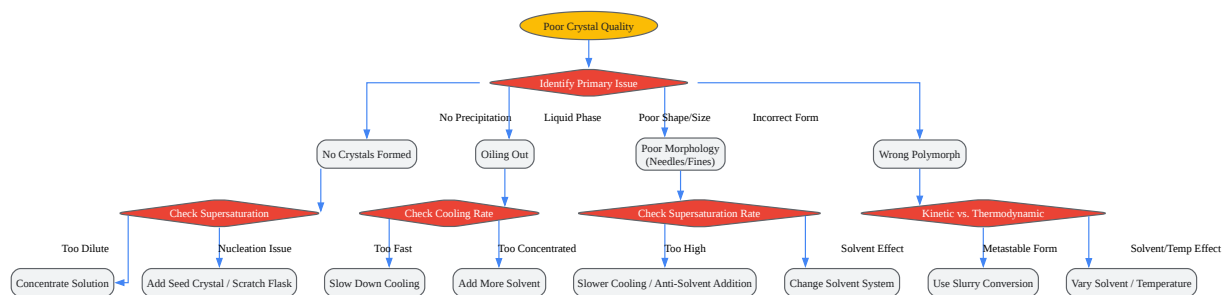 Poor Crystal Quality
Identify Primary Issue
No Precipitation
Liquid Phase
Poor Shape/Size
Incorrect Form
No Crystals Formed
Oiling Out
Poor Morphology
(Needles/Fines)
Wrong Polymorph
Check Supersaturation
Check Cooling Rate
Check Supersaturation Rate
Kinetic vs. Thermodynamic
Too Dilute
Nucleation Issue
Too Fast
Too Concentrated
Too High
Solvent Effect
Metastable Form
Solvent/Temp Effect
Concentrate Solution
Add Seed Crystal / Scratch Flask
Slow Down Cooling
Add More Solvent
Slower Cooling / Anti-Solvent Addition
Change Solvent System
Use Slurry Conversion
Vary Solvent / Temperature